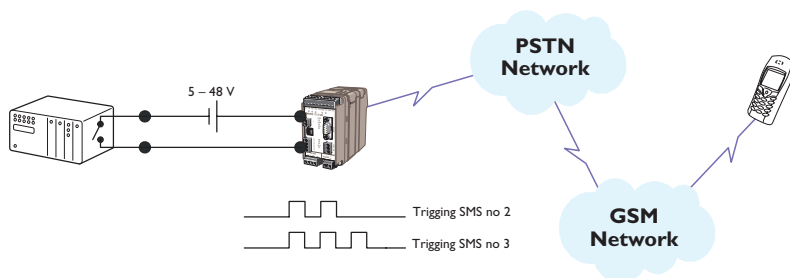 PSTN
Network
5 – 48 V
Trigging SMS no 2
Trigging SMS no 3
GSM
Network